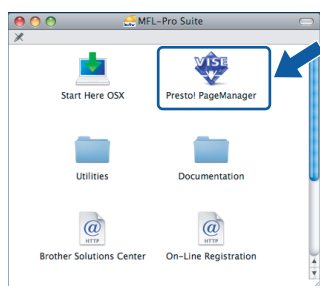 MFL-Pro Suite
VISE
Start Here OSX
Presto! PageManager
Utilities
Documentation
@
HTTP
@
HTTP
Brother Solutions Center
On-Line Registration